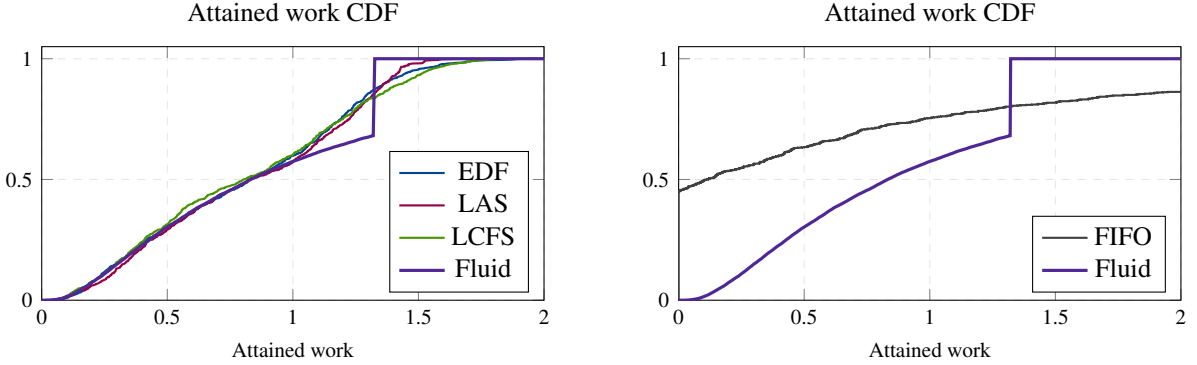 Attained work CDF
1
0.5
0
0
0.5
1
1.5
2
EDF
LAS
LCFS
Fluid
Attained work
Attained work CDF
1
0.5
0
0
0.5
1
1.5
2
FIFO
Fluid
Attained work